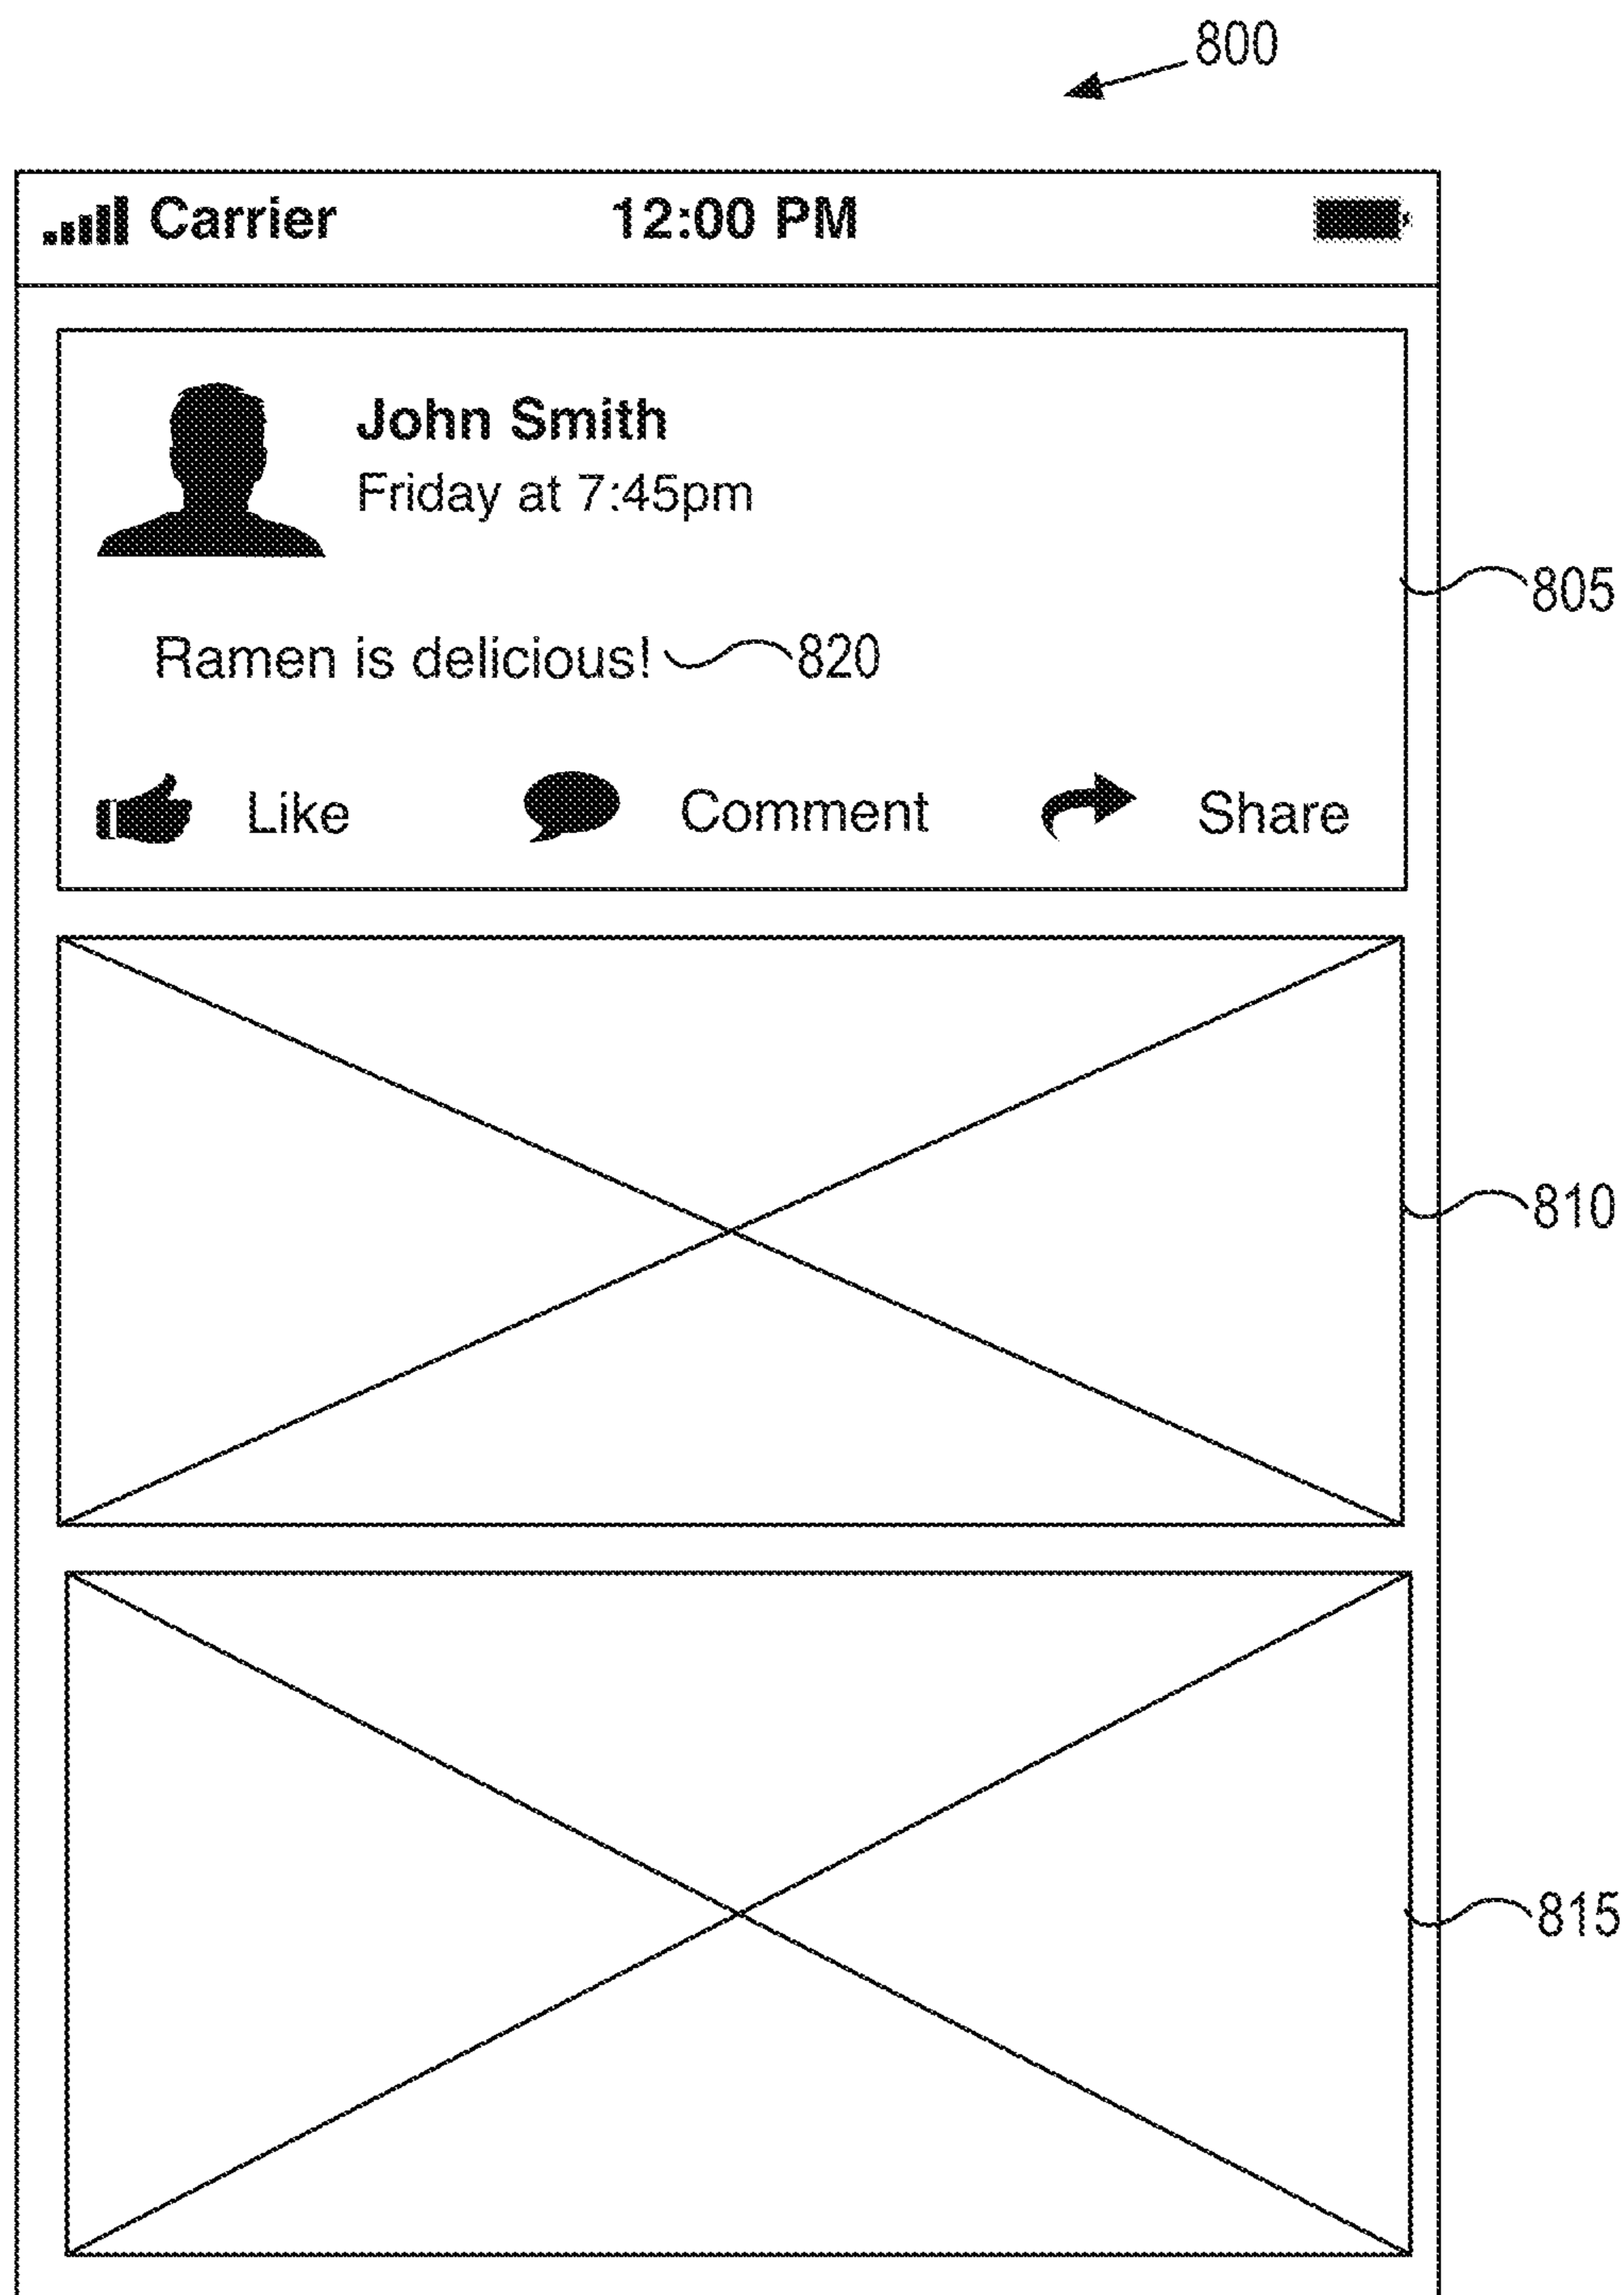 800
Carrier 12:00 PM
John Smith
Friday at 7:45pm
805
Ramen is delicious! 820
Like Comment Share
810
815